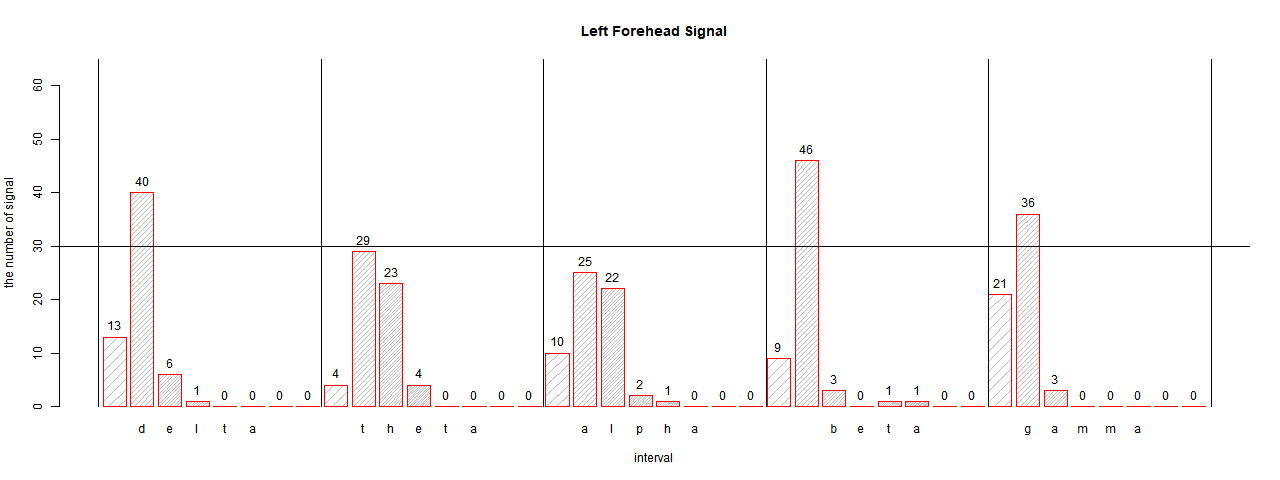 Left Forehead Signal
the number of signal
60
50
40
30
20
10
0
13 40 6 1 0 0 0 0
4 29 23 4 0 0 0 0
10 25 22 2 1 0 0 0
9 46 3 0 1 1 0 0
21 36 3 0 0 0 0 0
d e l t a t h e t a a l p h a b e t a g a m m a
interval